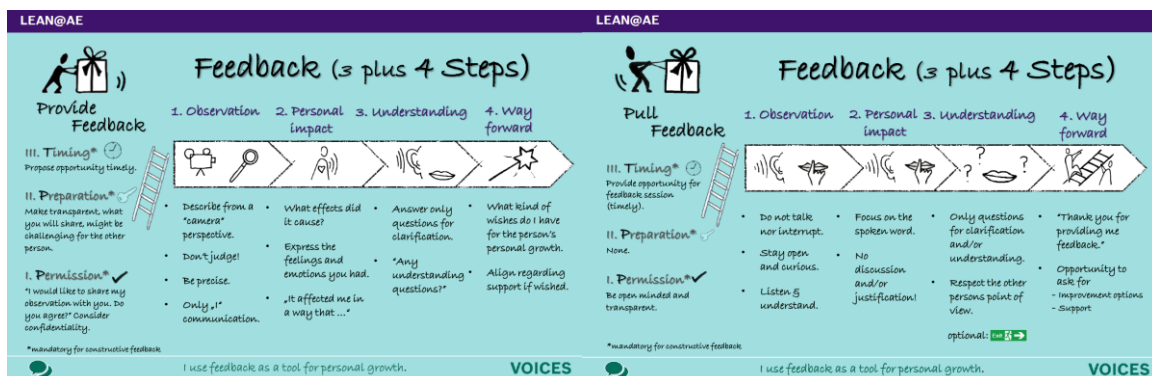 LEAN@AE
Feedback (3 plus 4 Steps)
Provide
Feedback
III. Timing*
Propose opportunity timely.
II. Preparation*
Make transparent, what
you will share, might be
challenging for the other
person.
I. Permission*
"I would like to share my
observation with you. Do
you agree?" Consider
confidentiality.
*mandatory for constructive feedback
1. Observation
• Describe from a
"camera"
perspective.
• Don't judge!
• Be precise.
• Only „I"
communication.
2. Personal
impact
• What effects did
it cause?
• Express the
feelings and
emotions you had.
• „It affected me in
a way that ..."
3. Understanding
• Answer only
questions for
clarification.
• "Any
understanding
questions?"
4. Way
forward
• What kind of
wishes do I have
for the person's
personal growth.
• Align regarding
support if wished.
I use feedback as a tool for personal growth.
VOICES
LEAN@AE
Feedback (3 plus 4 Steps)
Pull
Feedback
III. Timing*
Provide opportunity for
feedback session
(timely).
II. Preparation*
None.
I. Permission*
Be open minded and
transparent.
*mandatory for constructive feedback
1. Observation
• Do not talk
nor interrupt.
• Stay open
and curious.
• Listen &
understand.
2. Personal
impact
• Focus on the
spoken word.
• No
discussion
and/or
justification!
3. Understanding
? ? ?
• Only questions
for clarification
and/or
understanding.
• Respect the other
persons point of
view.
optional: Exit
4. Way
forward
• "Thank you for
providing me
feedback."
• Opportunity to
ask for
- Improvement options
- Support
I use feedback as a tool for personal growth.
VOICES